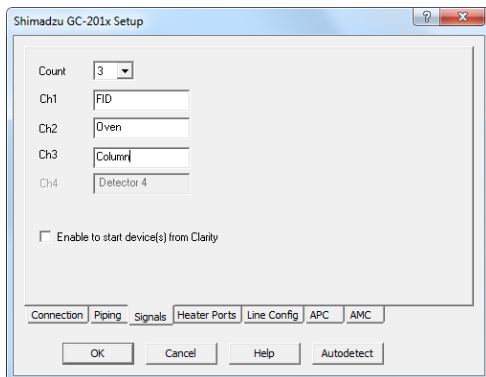 Shimadzu GC-201x Setup
Count 3
Ch1 FID
Ch2 Oven
Ch3 Column
Ch4 Detector 4
Enable to start device(s) from Clarity
Connection Piping Signals Heater Ports Line Config APC AMC
OK Cancel Help Autodetect